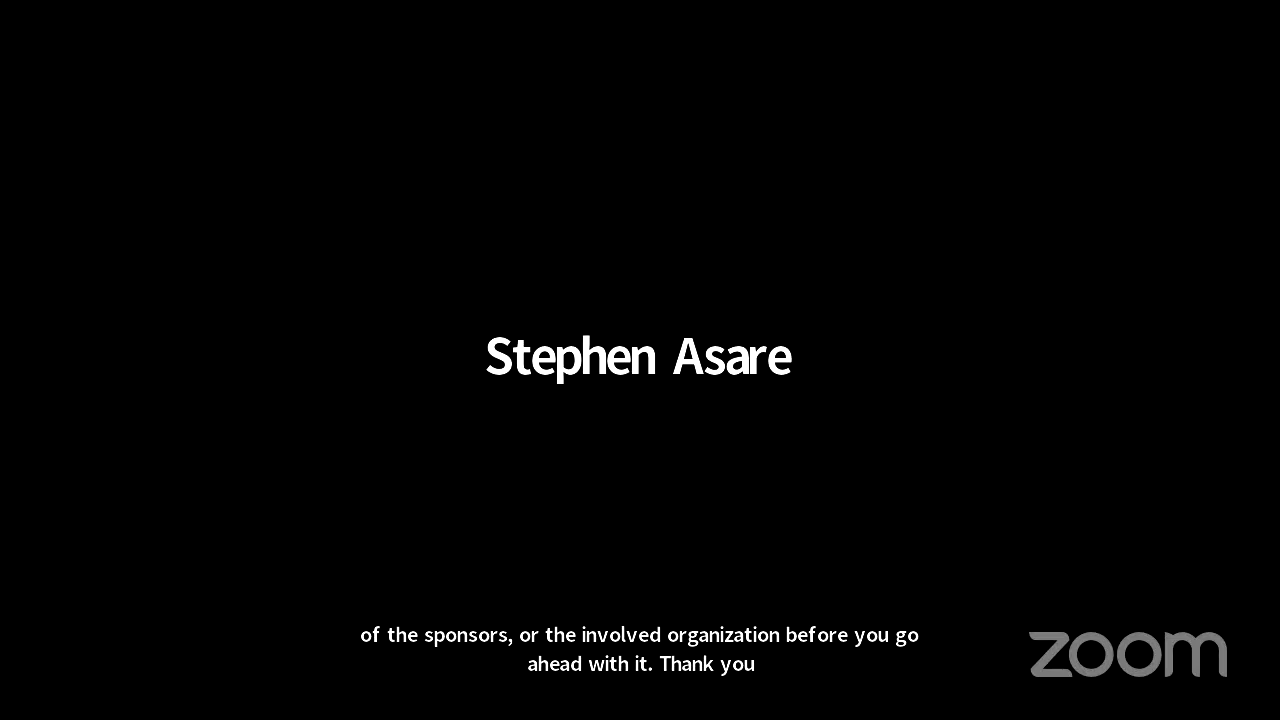 Stephen Asare
of the sponsors, or the involved organization before you go
ahead with it. Thank you
zoom